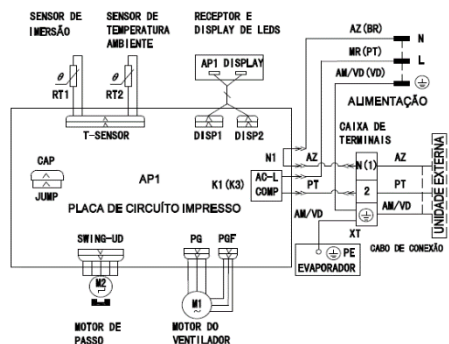 SENSOR DE
IMERSÃO
SENSOR DE
TEMPERATURA
AMBIENTE
RECEPTOR E
DISPLAY DE LEDS
AZ(BR)
N
MR(PT)
L
AM/VD(VD)
ALIMENTAÇÃO
AP1 DISPLAY
θ
RT1
θ
RT2
T-SENSOR
DISP1
DISP2
CAIXA DE
TERMINAIS
N1
AZ
N(1)
AZ
CAP
JUMP
AP1
K1(K3)
AC-L
COMP
PT
2
PT
PLACA DE CIRCUÍTO IMPRESSO
AM/VD
AM/VD
UNIDADE EXTERNA
XT
SWING-UD
PG
PGF
PE
EVAPORADOR
CABO DE CONEXÃO
M2
M1
MOTOR DE
PASSO
MOTOR DO
VENTILADOR